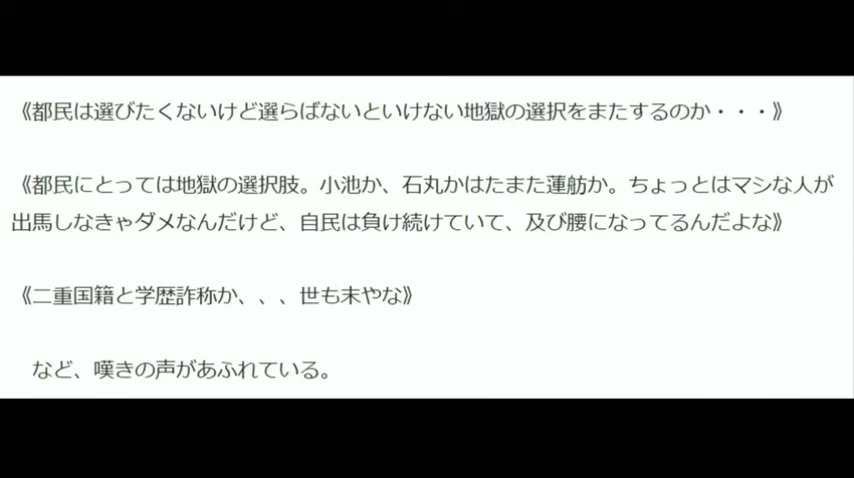 《都民は選びたくないけど選らばないといけない地獄の選択をまたするのか・・・》
《都民にとっては地獄の選択肢。小池か、石丸かはたまた蓮舫か。ちょっとはマシな人が
出馬しなきゃダメなんだけど、自民は負け続けていて、及び腰になってるんだよな》
《二重国籍と学歴詐称か、、、世も末やな》
など、嘆きの声があふれている。